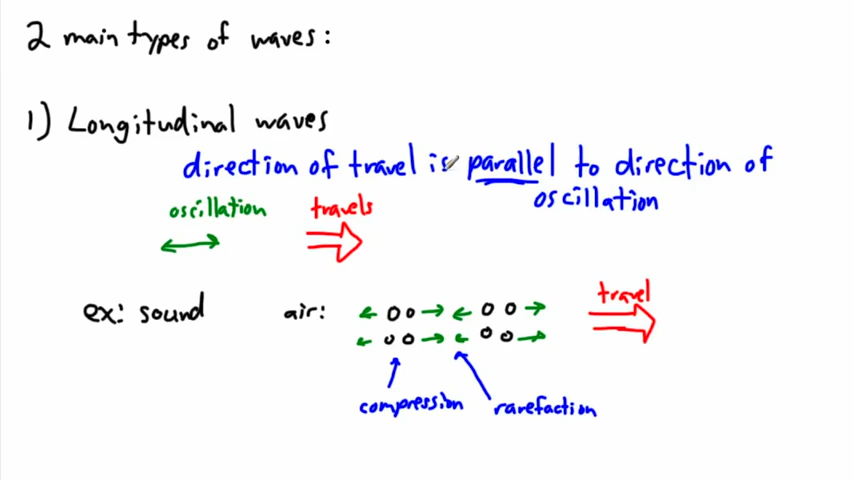 2 main types of waves:
1) Longitudinal waves
direction of travel is parallel to direction of
oscillation
oscillation travels
travel
ex: sound air:
compression rarefaction